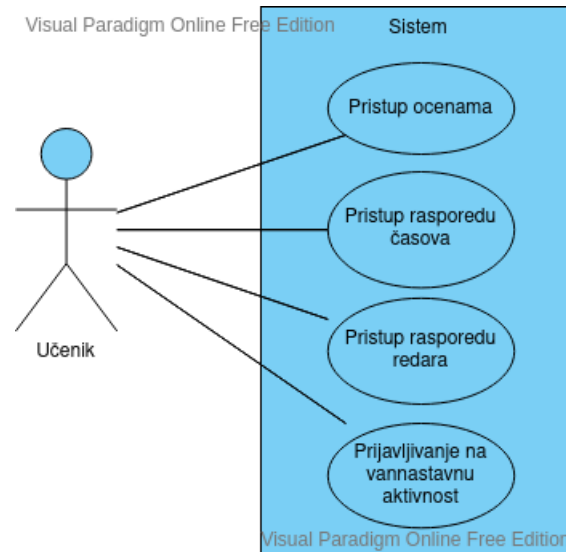 Visual Paradigm Online Free Edition
Sistem
Pristup ocenama
Pristup rasporedu
časova
Učenik
Pristup rasporedu
redara
Prijavljivanje na
vannastavnu
aktivnost
Visual Paradigm Online Free Edition